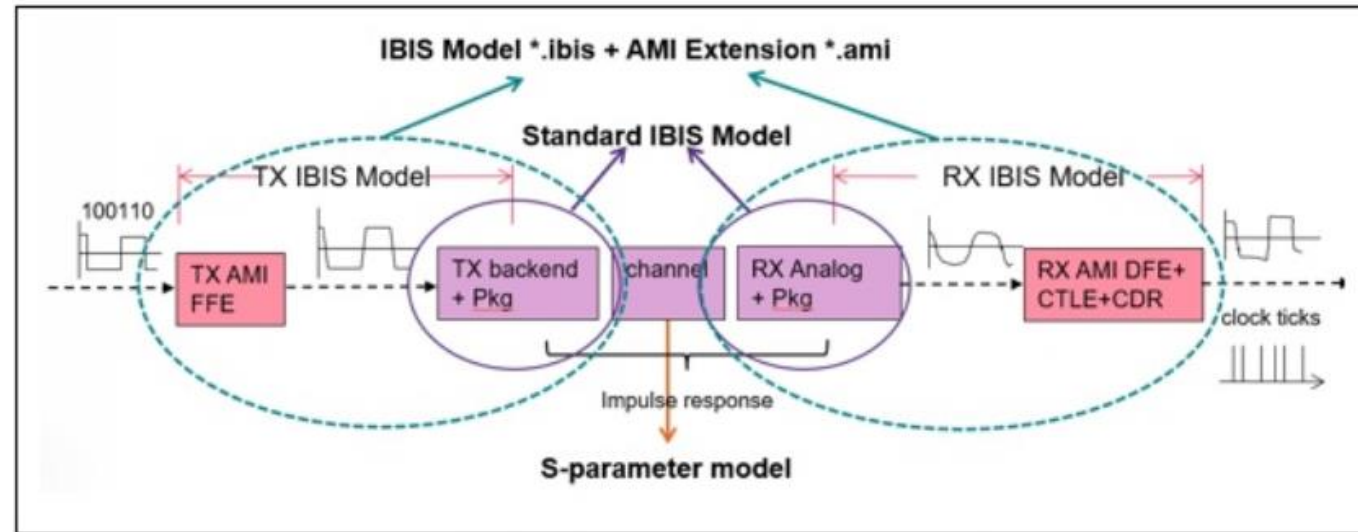 IBIS Model *.ibis + AMI Extension *.ami
Standard IBIS Model
TX IBIS Model
RX IBIS Model
100110
TX AMI
FFE
TX backend
+ Pkg
channel
RX Analog
+ Pkg
RX AMI DFE+
CTLE+CDR
clock ticks
Impulse response
S-parameter model